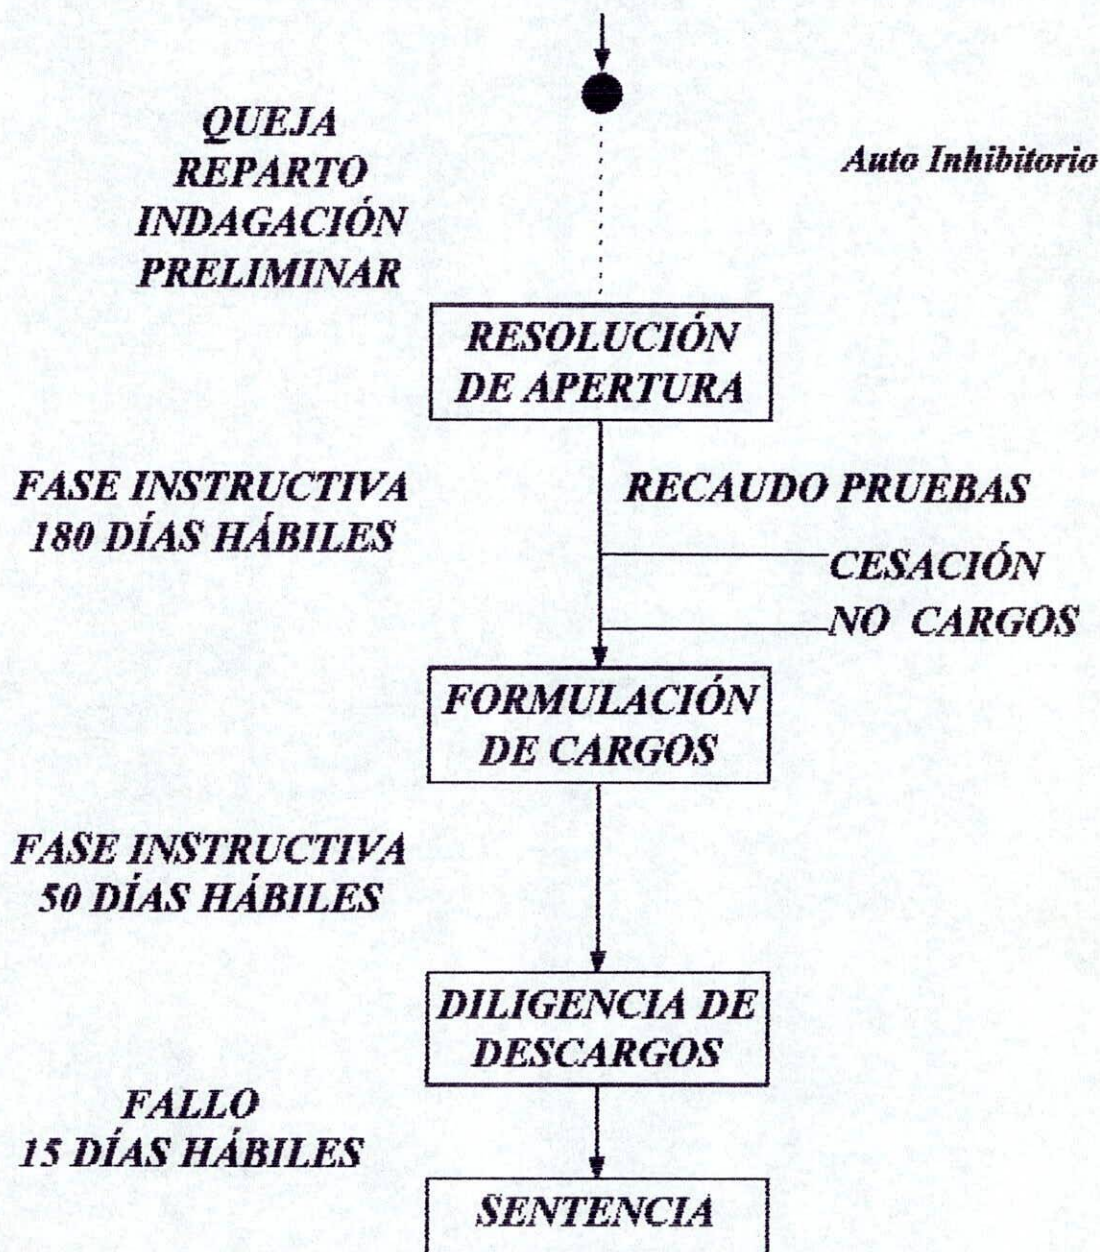 QUEJA
REPARTO
INDAGACIÓN
PRELIMINAR
Auto Inhibitorio
RESOLUCIÓN
DE APERTURA
FASE INSTRUCTIVA
180 DÍAS HÁBILES
RECAUDO PRUEBAS
CESACIÓN
NO CARGOS
FORMULACIÓN
DE CARGOS
FASE INSTRUCTIVA
50 DÍAS HÁBILES
DILIGENCIA DE
DESCARGOS
FALLO
15 DÍAS HÁBILES
SENTENCIA